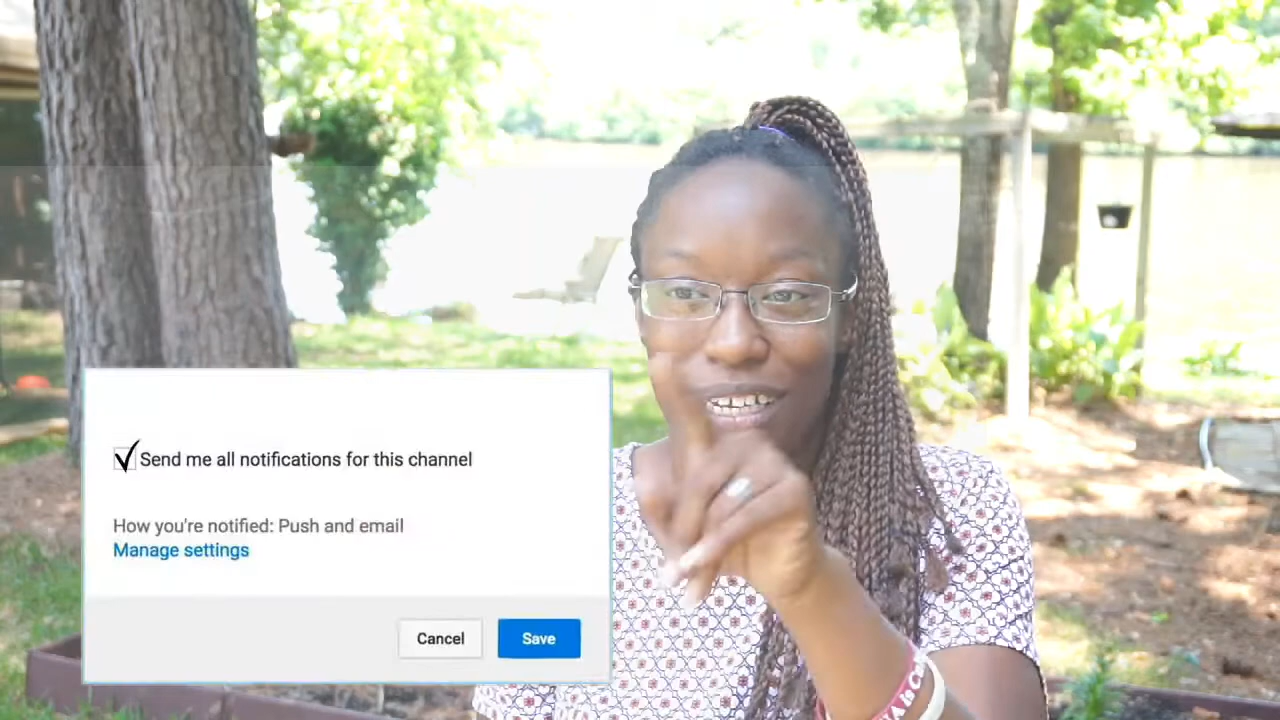 Send me all notifications for this channel
How you're notified: Push and email
Manage settings
Cancel
Save